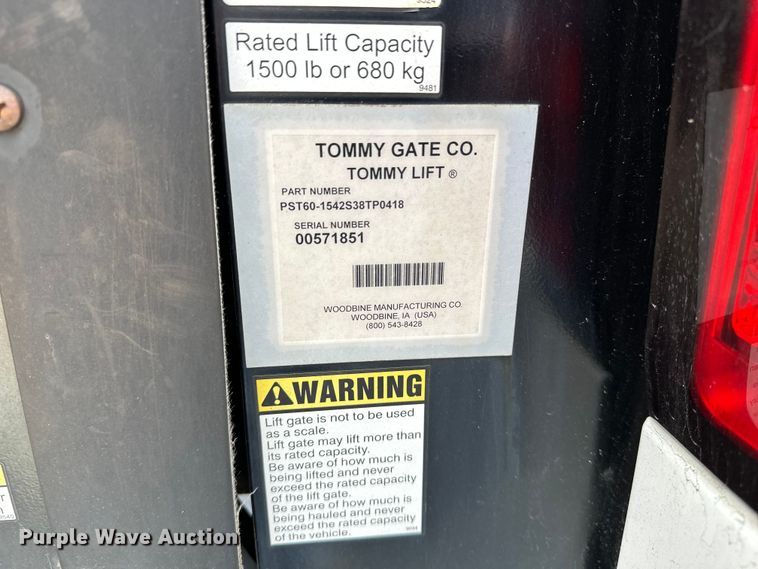 Rated Lift Capacity
1500 lb or 680 kg
9481
TOMMY GATE CO.
TOMMY LIFT ®
PART NUMBER
PST60-1542S38TP0418
SERIAL NUMBER
00571851
WOODBINE MANUFACTURING CO.
WOODBINE, IA (USA)
(800) 543-8428
WARNING
Lift gate is not to be used
as a scale.
Lift gate may lift more than
its rated capacity.
Be aware of how much is
being lifted and never
exceed the rated capacity
of the lift gate.
Be aware of how much is
being hauled and never
exceed the rated capacity
of the vehicle.
Purple Wave Auction